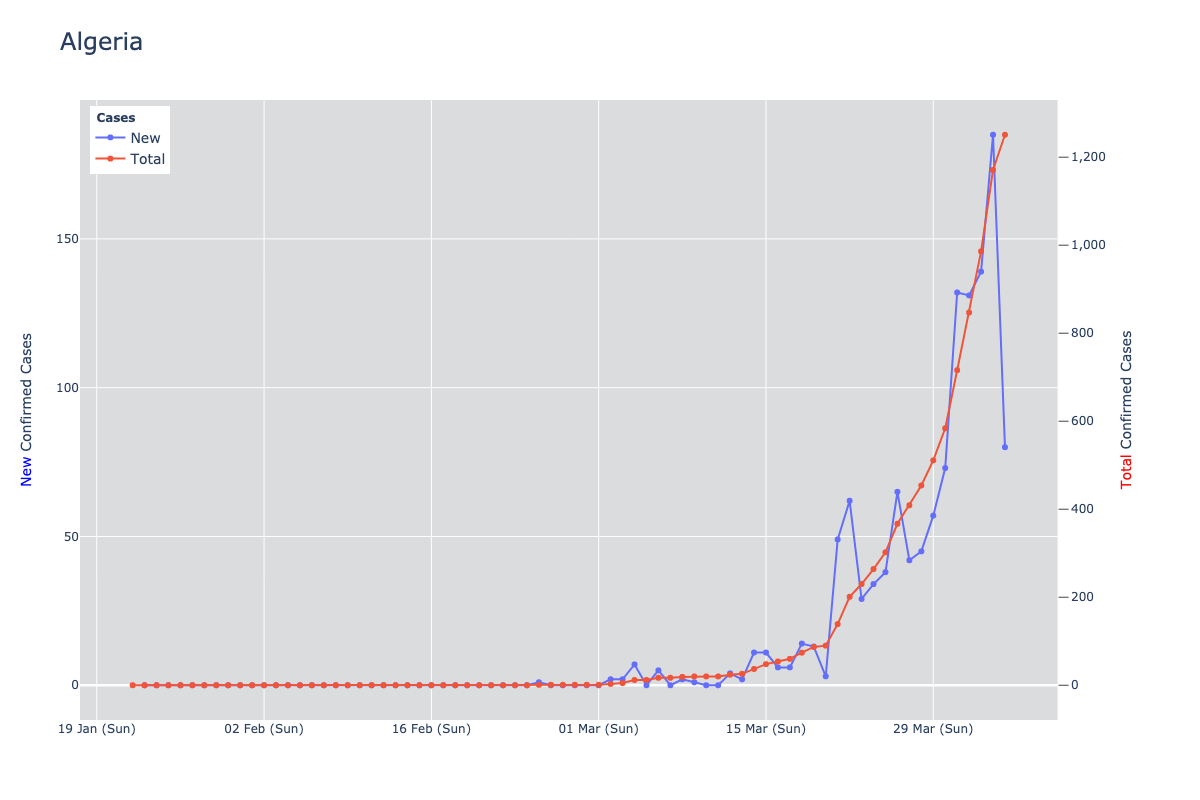 Algeria
Cases
New
Total
150
100
50
0
1,200
1,000
800
600
400
200
0
New Confirmed Cases
Total Confirmed Cases
19 Jan (Sun)
02 Feb (Sun)
16 Feb (Sun)
01 Mar (Sun)
15 Mar (Sun)
29 Mar (Sun)